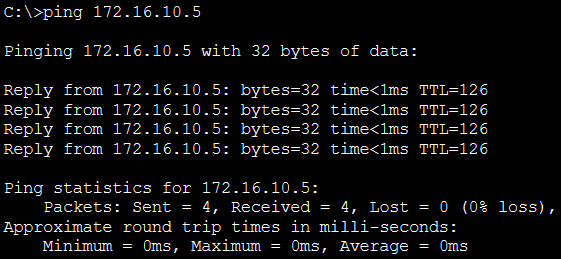 C:\>ping 172.16.10.5
Pinging 172.16.10.5 with 32 bytes of data:
Reply from 172.16.10.5: bytes=32 time<1ms TTL=126
Reply from 172.16.10.5: bytes=32 time<1ms TTL=126
Reply from 172.16.10.5: bytes=32 time<1ms TTL=126
Reply from 172.16.10.5: bytes=32 time<1ms TTL=126
Ping statistics for 172.16.10.5:
Packets: Sent = 4, Received = 4, Lost = 0 (0% loss),
Approximate round trip times in milli-seconds:
Minimum = 0ms, Maximum = 0ms, Average = 0ms